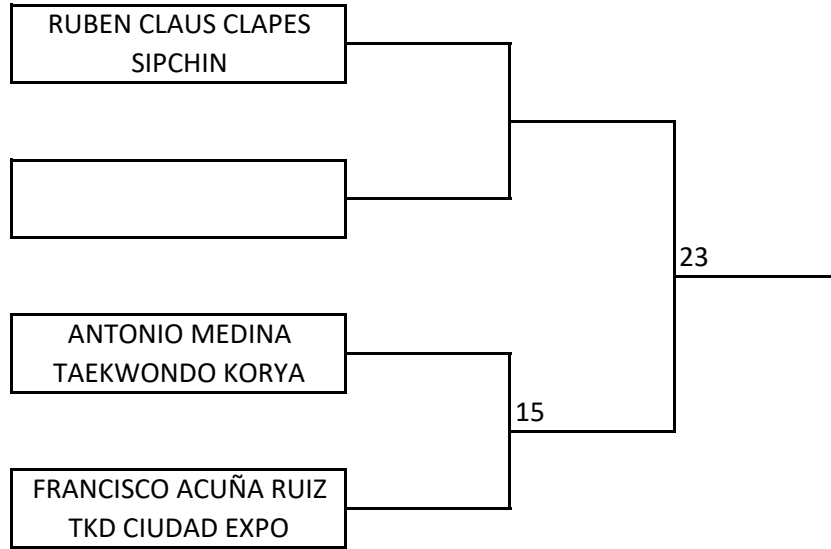 RUBEN CLAUS CLAPES
SIPCHIN
23
ANTONIO MEDINA
TAEKWONDO KORYA
15
FRANCISCO ACUÑA RUIZ
TKD CIUDAD EXPO